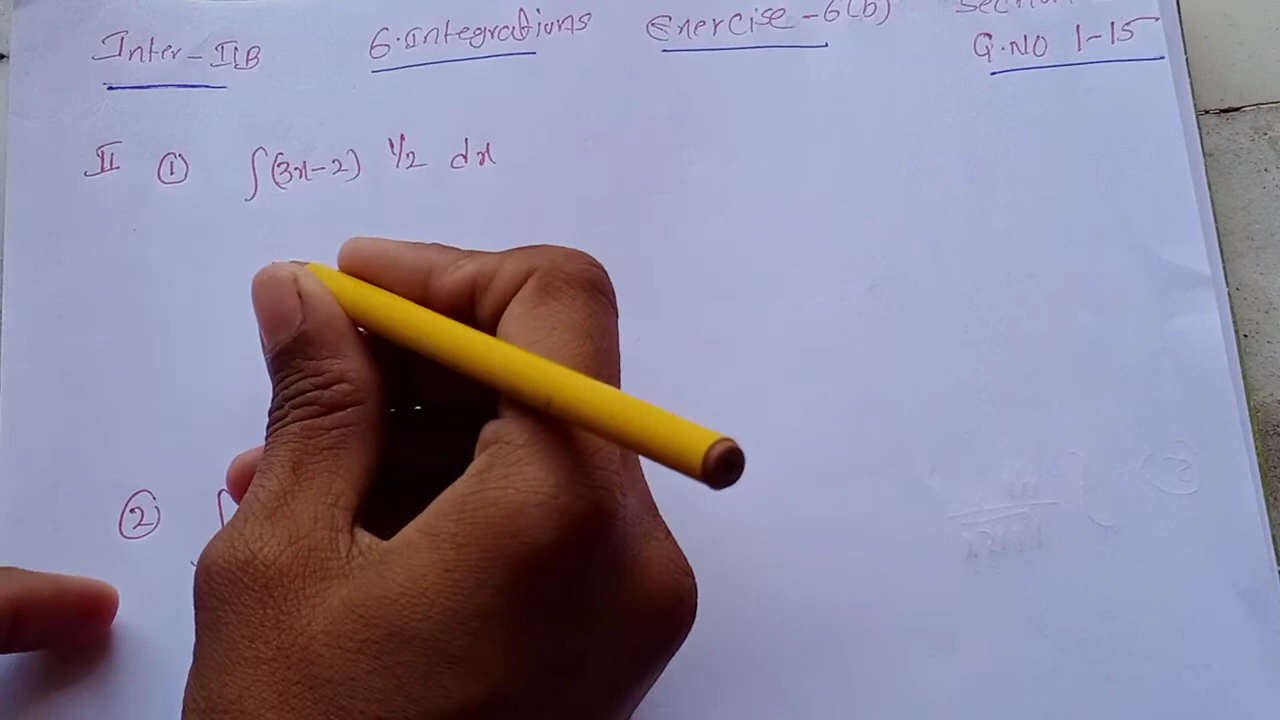 Inter-IIB 6.Integrations Exercise-6(b)
Q.NO 1-15
II ① ∫(3x-2) 1/2 dx
② ∫